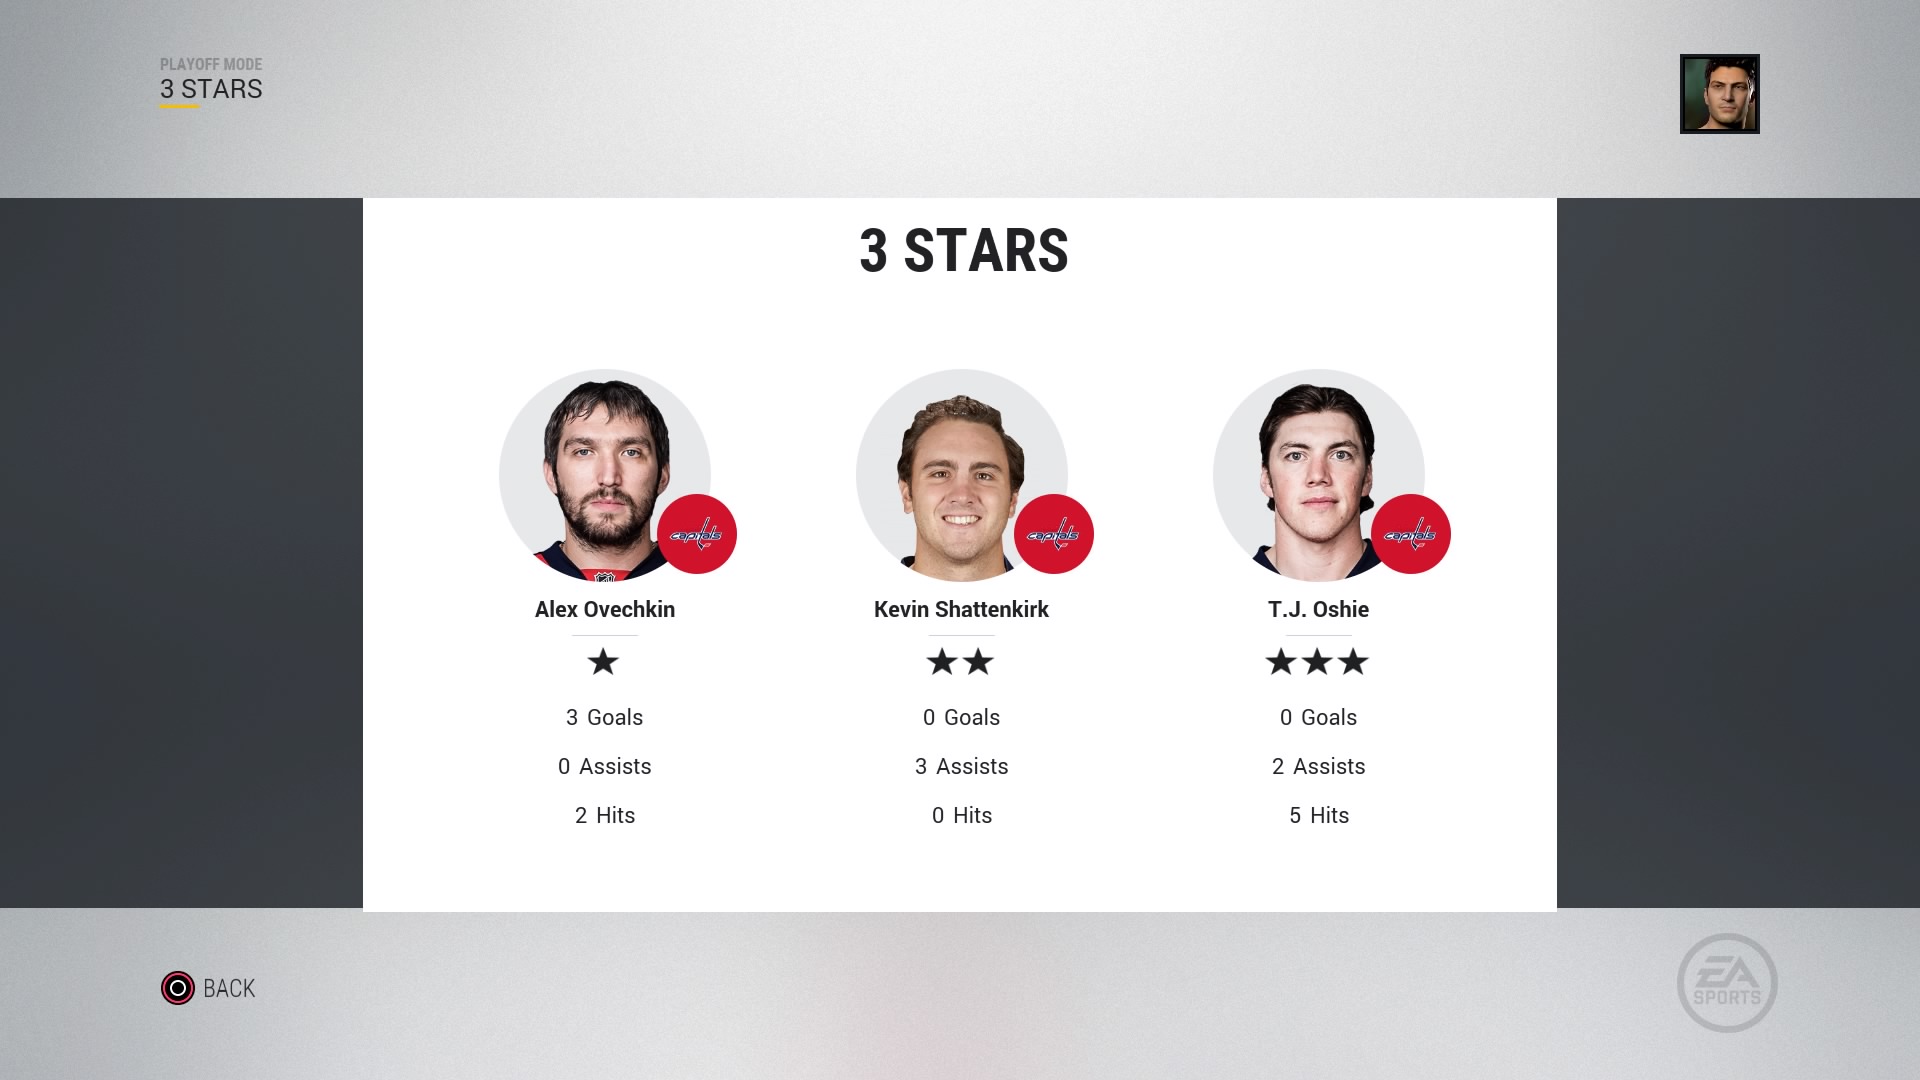 PLAYOFF MODE
3 STARS
3 STARS
capitals
capitals
capitals
Alex Ovechkin
Kevin Shattenkirk
T.J. Oshie
3 Goals
0 Goals
0 Goals
0 Assists
3 Assists
2 Assists
2 Hits
0 Hits
5 Hits
BACK
EA
SPORTS